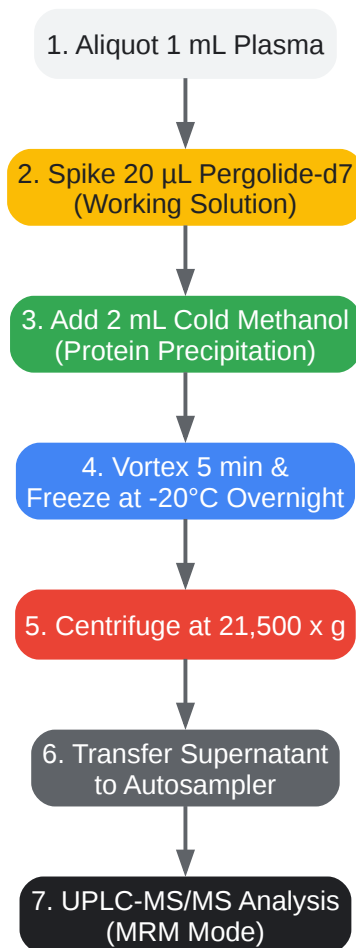 1. Aliquot 1 mL Plasma
2. Spike 20 µL Pergolide-d7
(Working Solution)
3. Add 2 mL Cold Methanol
(Protein Precipitation)
4. Vortex 5 min &
Freeze at -20°C Overnight
5. Centrifuge at 21,500 x g
6. Transfer Supernatant
to Autosampler
7. UPLC-MS/MS Analysis
(MRM Mode)